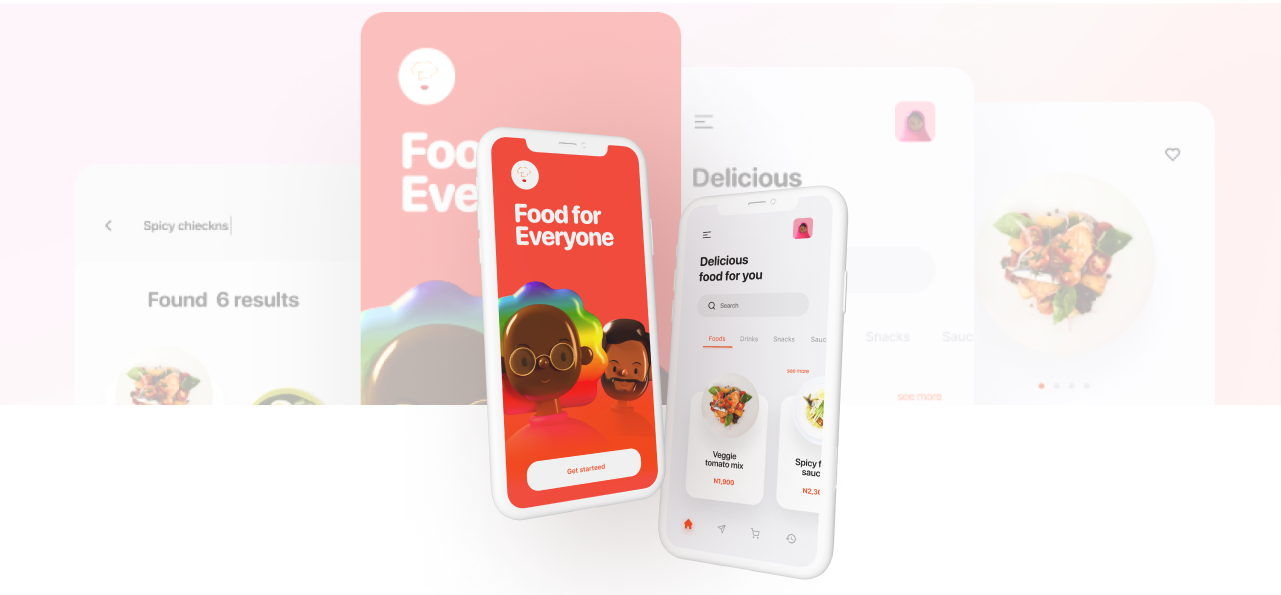 Spicy chieckns
Found 6 results
Foo
Eve
Food for
Everyone
Get starteed
Delicious
Snacks
Sauc
see more
Delicious
food for you
Search
Foods
Drinks
Snacks
Sauc
see more
Veggie
tomato mix
N1,900
Spicy f
sauc
N2,30